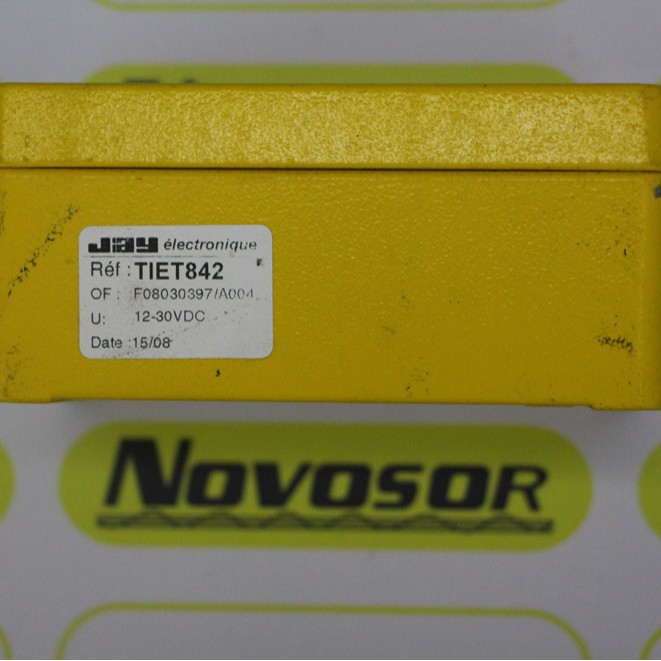 JAY électronique
Réf : TIET842
OF : F08030397/A004
U: 12-30VDC
Date :15/08
NOVOSOR